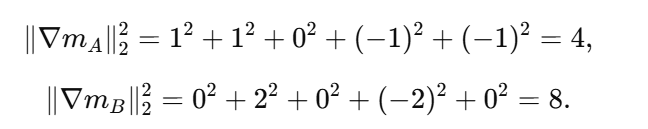 ‖∇m_A‖₂² = 1² + 1² + 0² + (−1)² + (−1)² = 4,
‖∇m_B‖₂² = 0² + 2² + 0² + (−2)² + 0² = 8.